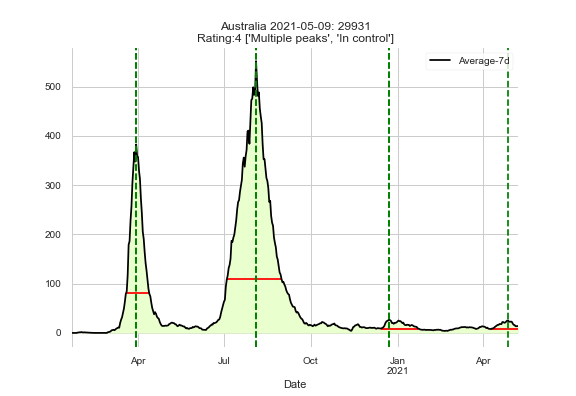 Australia 2021-05-09: 29931
Rating:4 ['Multiple peaks', 'In control']
Average-7d
500
400
300
200
100
0
Apr
Jul
Oct
Jan
2021
Apr
Date